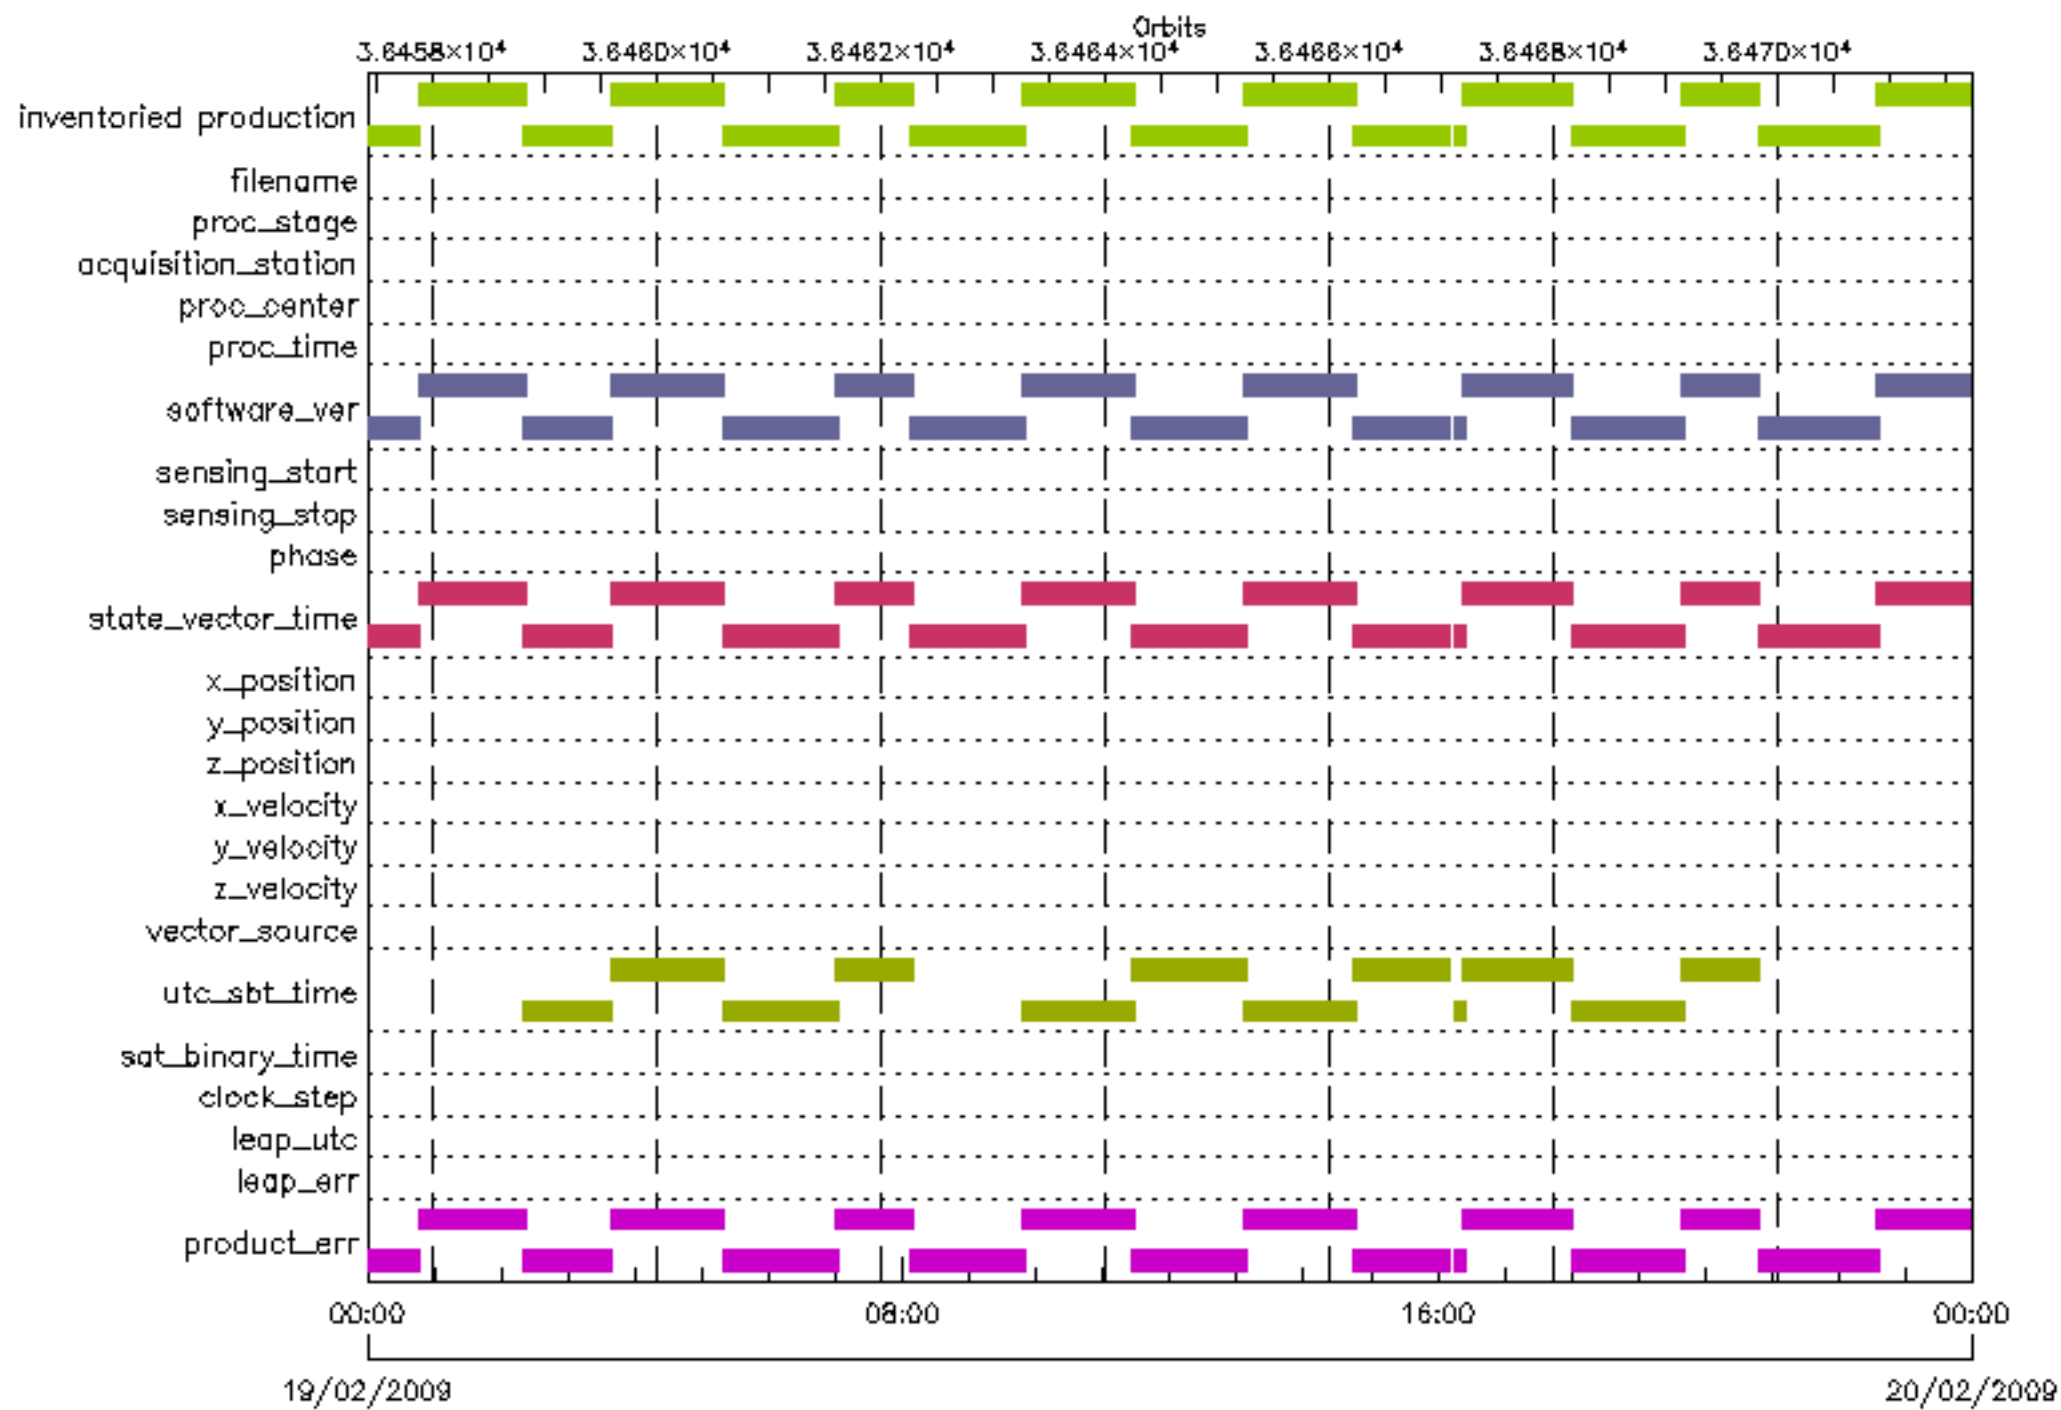 Orbits
3.6458×10⁴ 3.6460×10⁴ 3.6462×10⁴ 3.6464×10⁴ 3.6466×10⁴ 3.6468×10⁴ 3.6470×10⁴
inventoried production
filename
proc_stage
acquisition_station
proc_center
proc_time
software_ver
sensing_start
sensing_stop
phase
state_vector_time
x_position
y_position
z_position
x_velocity
y_velocity
z_velocity
vector_source
utc_sbt_time
sat_binary_time
clock_step
leap_utc
leap_err
product_err
00:00 08:00 16:00 00:00
19/02/2009 20/02/2009